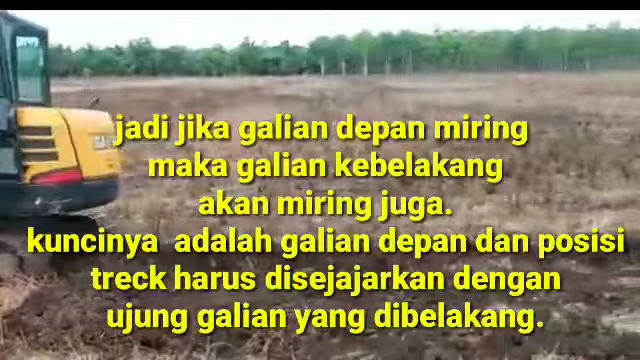 jadi jika galian depan miring
maka galian kebelakang
akan miring juga.
kuncinya adalah galian depan dan posisi
treck harus disejajarkan dengan
ujung galian yang dibelakang.